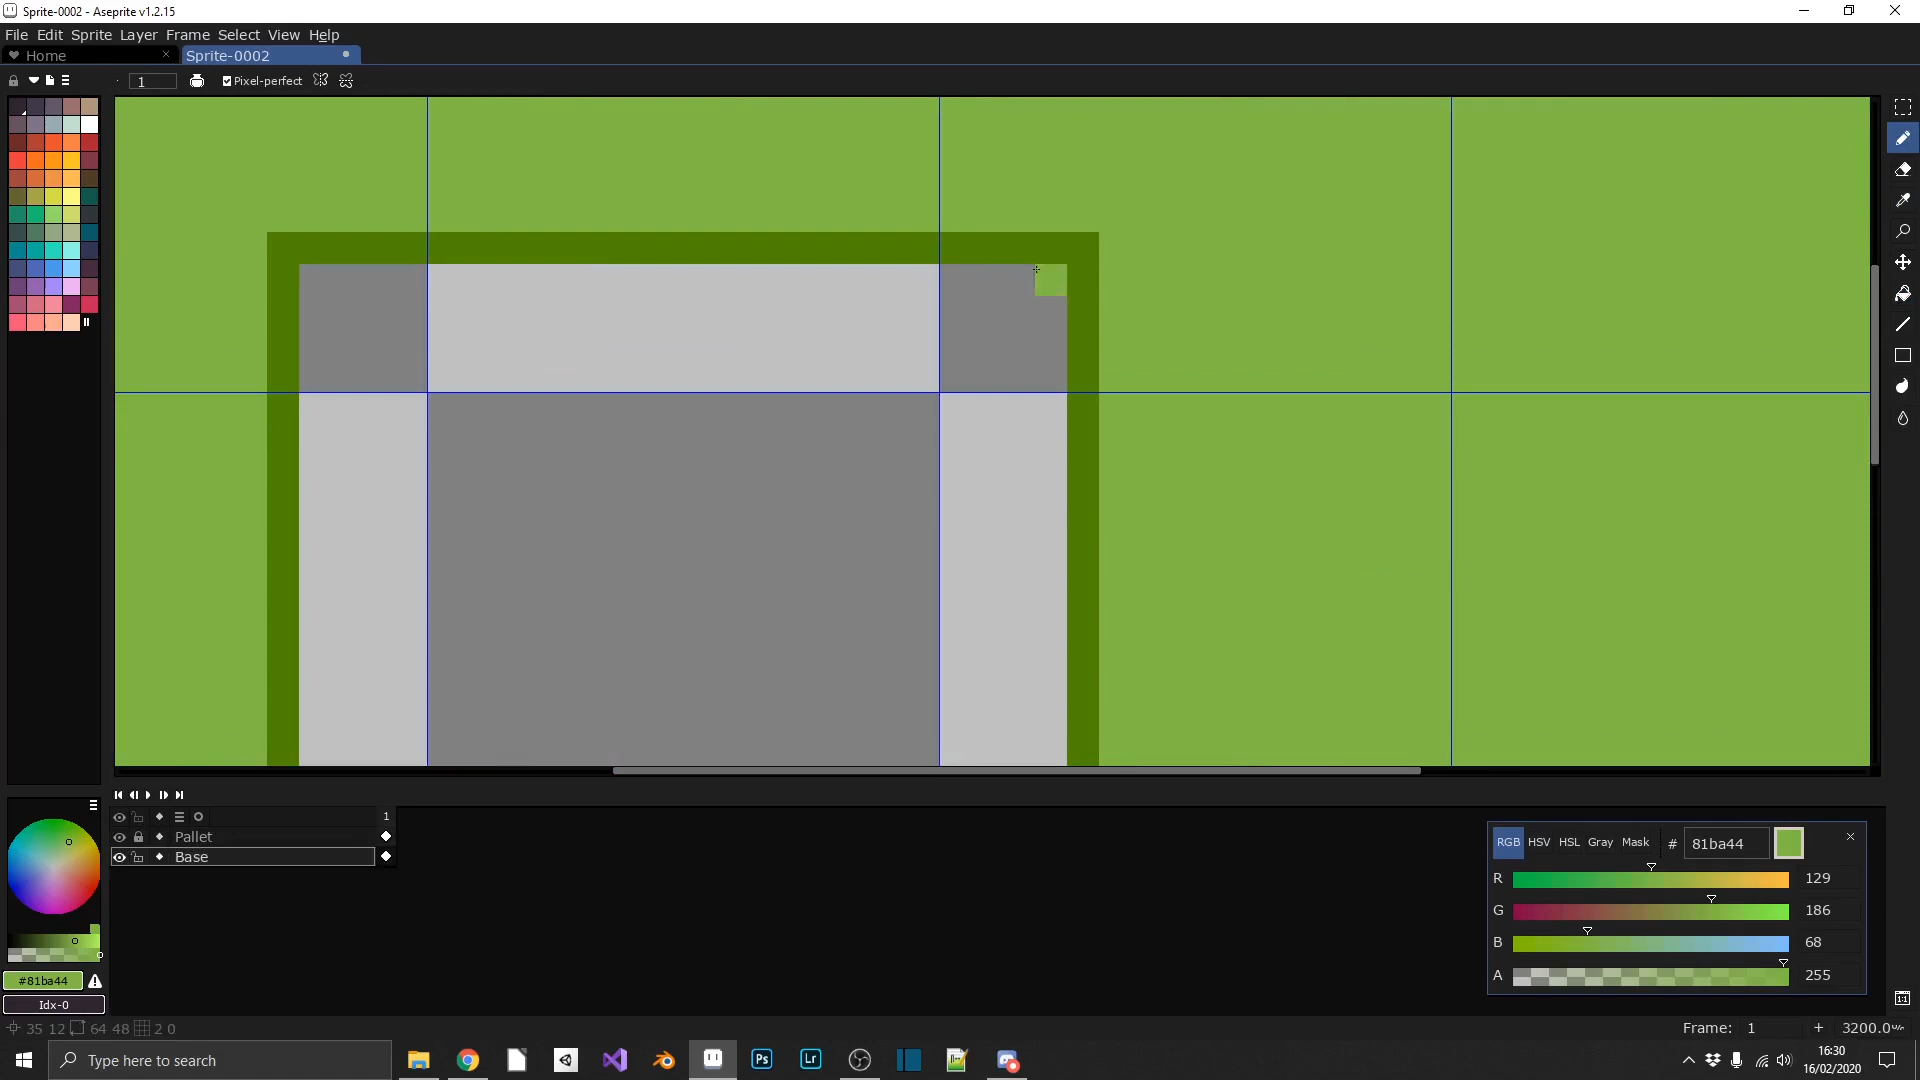 Sprite-0002 - Aseprite v1.2.15
File Edit Sprite Layer Frame Select View Help
Home Sprite-0002
1 Pixel-perfect
1
Pallet
Base
RGB HSV HSL Gray Mask # 81ba44
R 129
G 186
B 68
A 255
#81ba44
Idx-0
35 12 64 48 2 0
Frame: 1 + 3200.0
Type here to search
Ps
Lr
16:30
16/02/2020